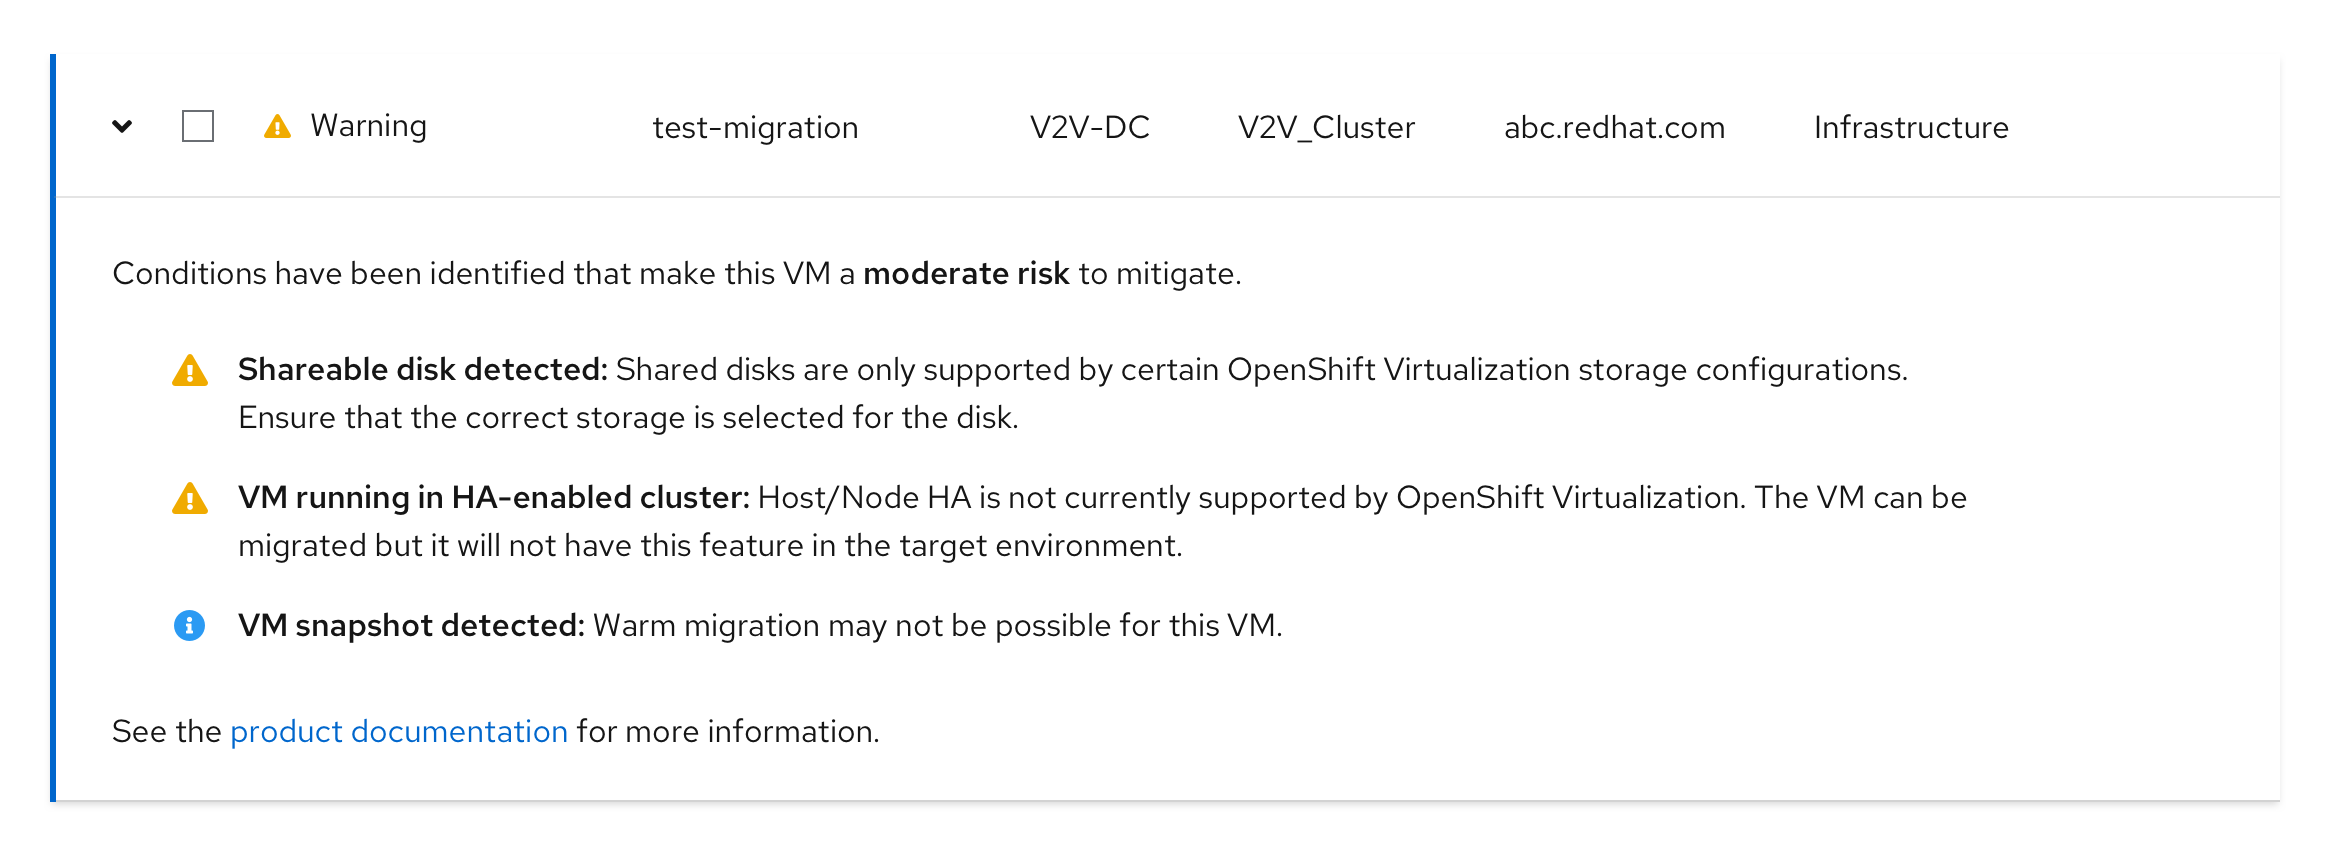 Warning test-migration V2V-DC V2V_Cluster abc.redhat.com Infrastructure
Conditions have been identified that make this VM a moderate risk to mitigate.
Shareable disk detected: Shared disks are only supported by certain OpenShift Virtualization storage configurations.
Ensure that the correct storage is selected for the disk.
VM running in HA-enabled cluster: Host/Node HA is not currently supported by OpenShift Virtualization. The VM can be
migrated but it will not have this feature in the target environment.
VM snapshot detected: Warm migration may not be possible for this VM.
See the product documentation for more information.